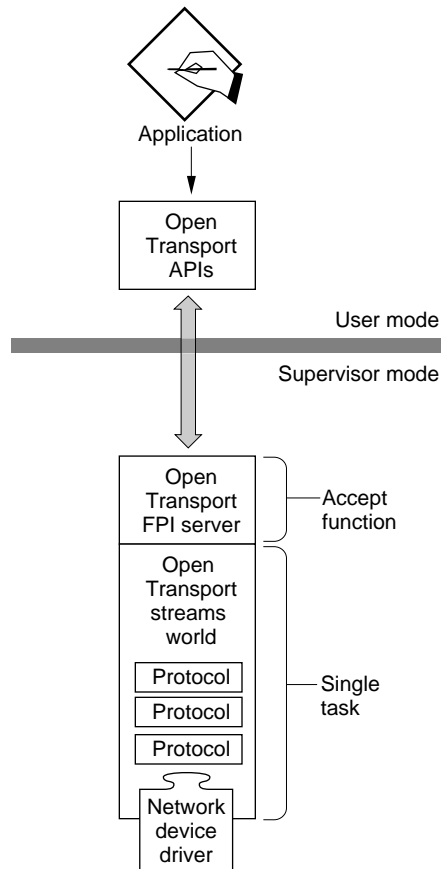 Application
Open
Transport
APIs
User mode
Supervisor mode
Open
Transport
FPI server
Accept
function
Open
Transport
streams
world
Protocol
Protocol
Protocol
Single
task
Network
device
driver